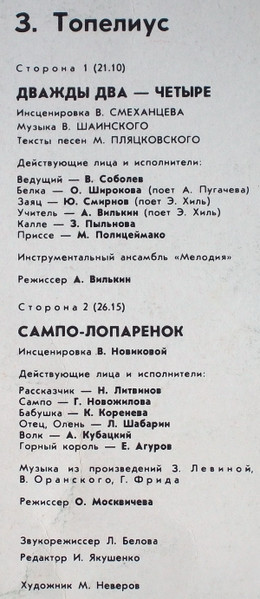 З. Топелиус
Сторона 1 (21.10)
ДВАЖДЫ ДВА — ЧЕТЫРЕ
Инсценировка В. СМЕХАНЦЕВА
Музыка В. ШАИНСКОГО
Тексты песен М. ПЛЯЦКОВСКОГО
Действующие лица и исполнители:
Ведущий — В. Соболев
Белка — О. Широкова (поет А. Пугачева)
Заяц — Ю. Смирнов (поет Э. Хиль)
Учитель — А. Вилькин (поет Э. Хиль)
Калле — З. Пыльнова
Приссе — М. Полицеймако
Инструментальный ансамбль «Мелодия»
Режиссер А. Вилькин
Сторона 2 (26.15)
САМПО-ЛОПАРЕНОК
Инсценировка В. Новиковой
Действующие лица и исполнители:
Рассказчик — Н. Литвинов
Сампо — Г. Новожилова
Бабушка — К. Коренева
Отец, Олень — Л. Шабарин
Волк — А. Кубацкий
Горный король — Е. Агуров
Музыка из произведений З. Левиной,
В. Оранского, Г. Фрида
Режиссер О. Москвичева
Звукорежиссер Л. Белова
Редактор И. Якушенко
Художник М. Неверов